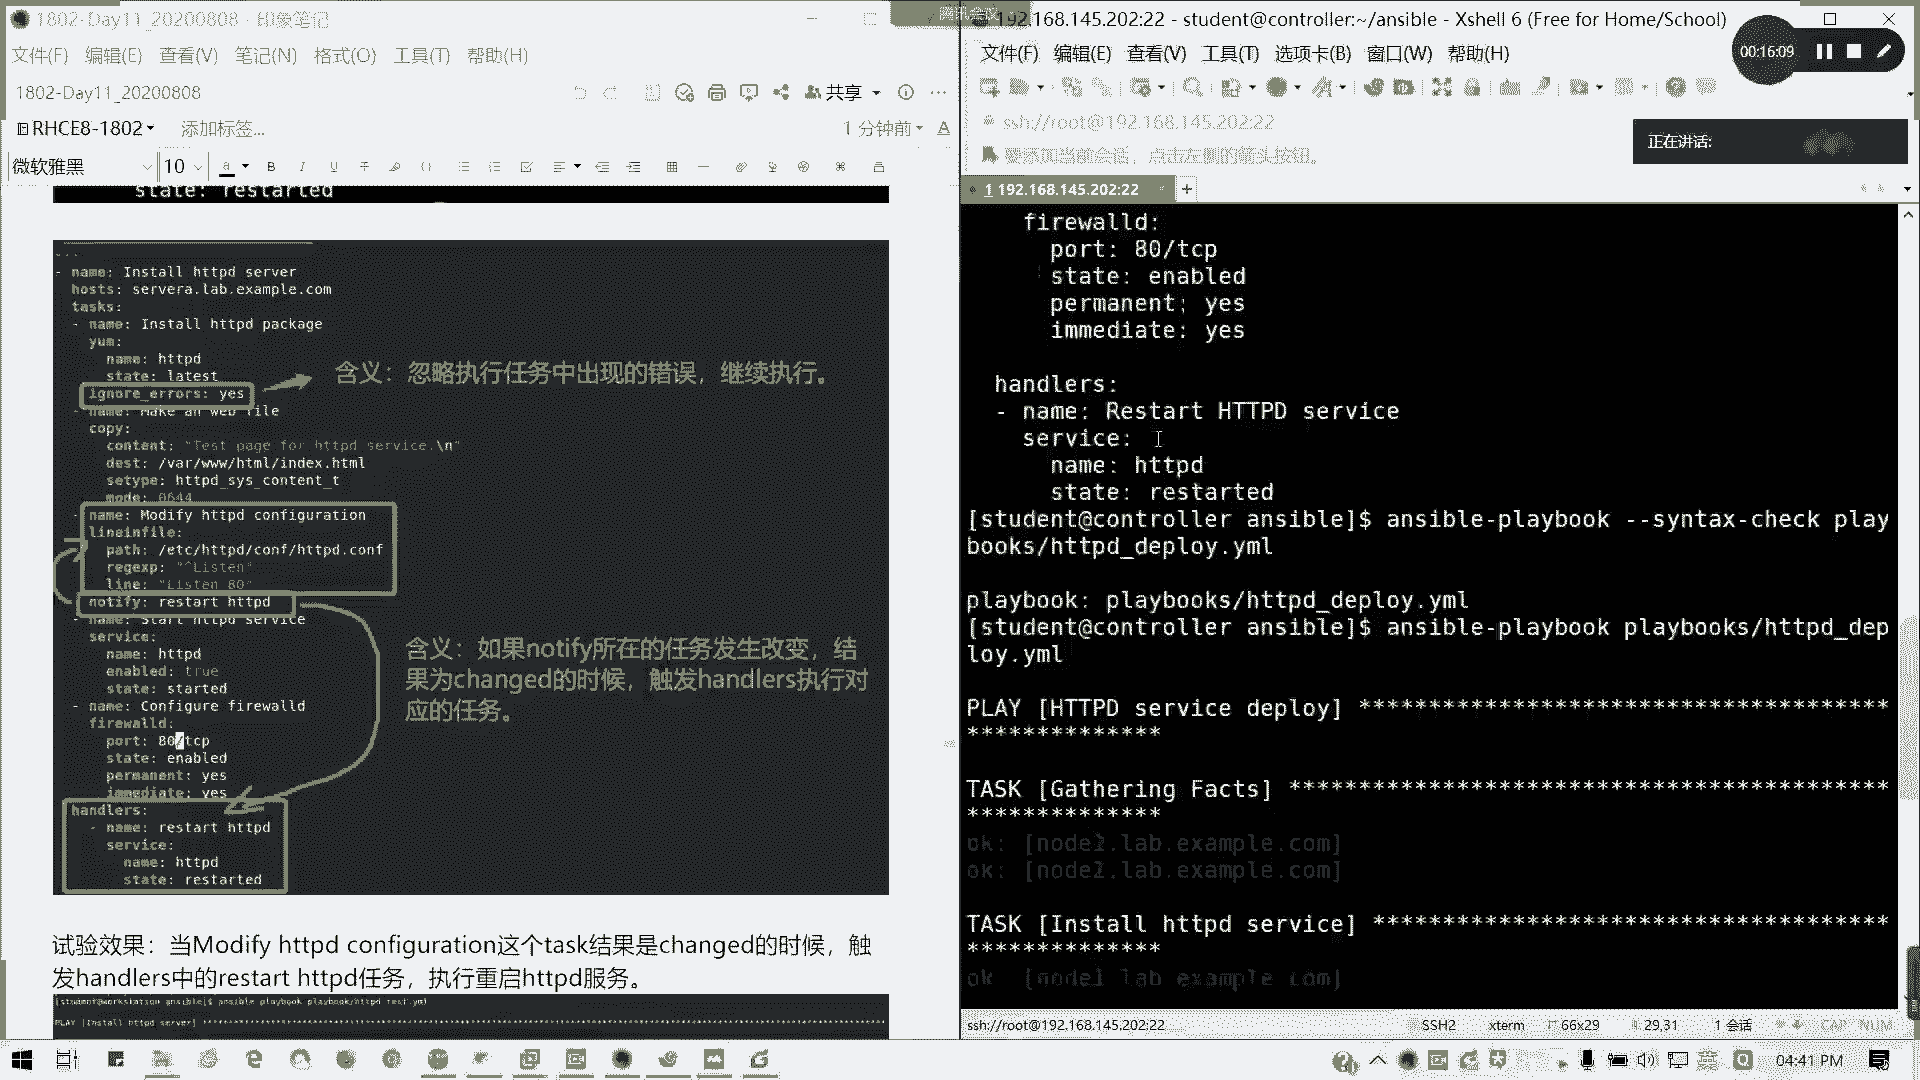 1802-Day11_20200808 - 印象笔记
文件(F) 编辑(E) 查看(V) 笔记(N) 格式(O) 工具(T) 帮助(H)
1802-Day11_20200808
共享
RHCE8-1802
添加标签...
1 分钟前
微软雅黑
10
state: restarted
---
- name: Install httpd server
hosts: servera.lab.example.com
tasks:
- name: Install httpd package
yum:
name: httpd
state: latest
ignore_errors: yes
含义：忽略执行任务中出现的错误，继续执行。
- name: Make an web file
copy:
content: "Test page for httpd service.\n"
dest: /var/www/html/index.html
setype: httpd_sys_content_t
mode: 0644
- name: Modify httpd configuration
lineinfile:
path: /etc/httpd/conf/httpd.conf
regexp: "^Listen"
line: "Listen 80"
notify: restart httpd
- name: Start httpd service
service:
name: httpd
enabled: true
state: started
含义：如果notify所在的任务发生改变，结
果为changed的时候，触发handlers执行对
应的任务。
- name: Configure firewalld
firewalld:
port: 80/tcp
state: enabled
permanent: yes
immediate: yes
handlers:
- name: restart httpd
service:
name: httpd
state: restarted
试验效果：当Modify httpd configuration这个task结果是changed的时候，触
发handlers中的restart httpd任务，执行重启httpd服务。
[student@workstation ansible]$ ansible-playbook playbook/httpd_test.yml
PLAY [Install httpd server] ****
腾讯会议
192.168.145.202:22 - student@controller:~/ansible - Xshell 6 (Free for Home/School)
文件(F) 编辑(E) 查看(V) 工具(T) 选项卡(B) 窗口(W) 帮助(H)
00:16:09
ssh://root@192.168.145.202:22
要添加当前会话，点击左侧的箭头按钮。
正在讲话:
1 192.168.145.202:22
firewalld:
port: 80/tcp
state: enabled
permanent: yes
immediate: yes
handlers:
- name: Restart HTTPD service
service:
name: httpd
state: restarted
[student@controller ansible]$ ansible-playbook --syntax-check play
books/httpd_deploy.yml
playbook: playbooks/httpd_deploy.yml
[student@controller ansible]$ ansible-playbook playbooks/httpd_dep
loy.yml
PLAY [HTTPD service deploy] *************************************
**************
TASK [Gathering Facts] ******************************************
**************
ok: [node2.lab.example.com]
TASK [Install httpd service] ************************************
**************
ok [node1 lab example com]
ssh://root@192.168.145.202:22
SSH2
xterm
66x29
29,31
1 会话
CAP
NUM
04:41 PM